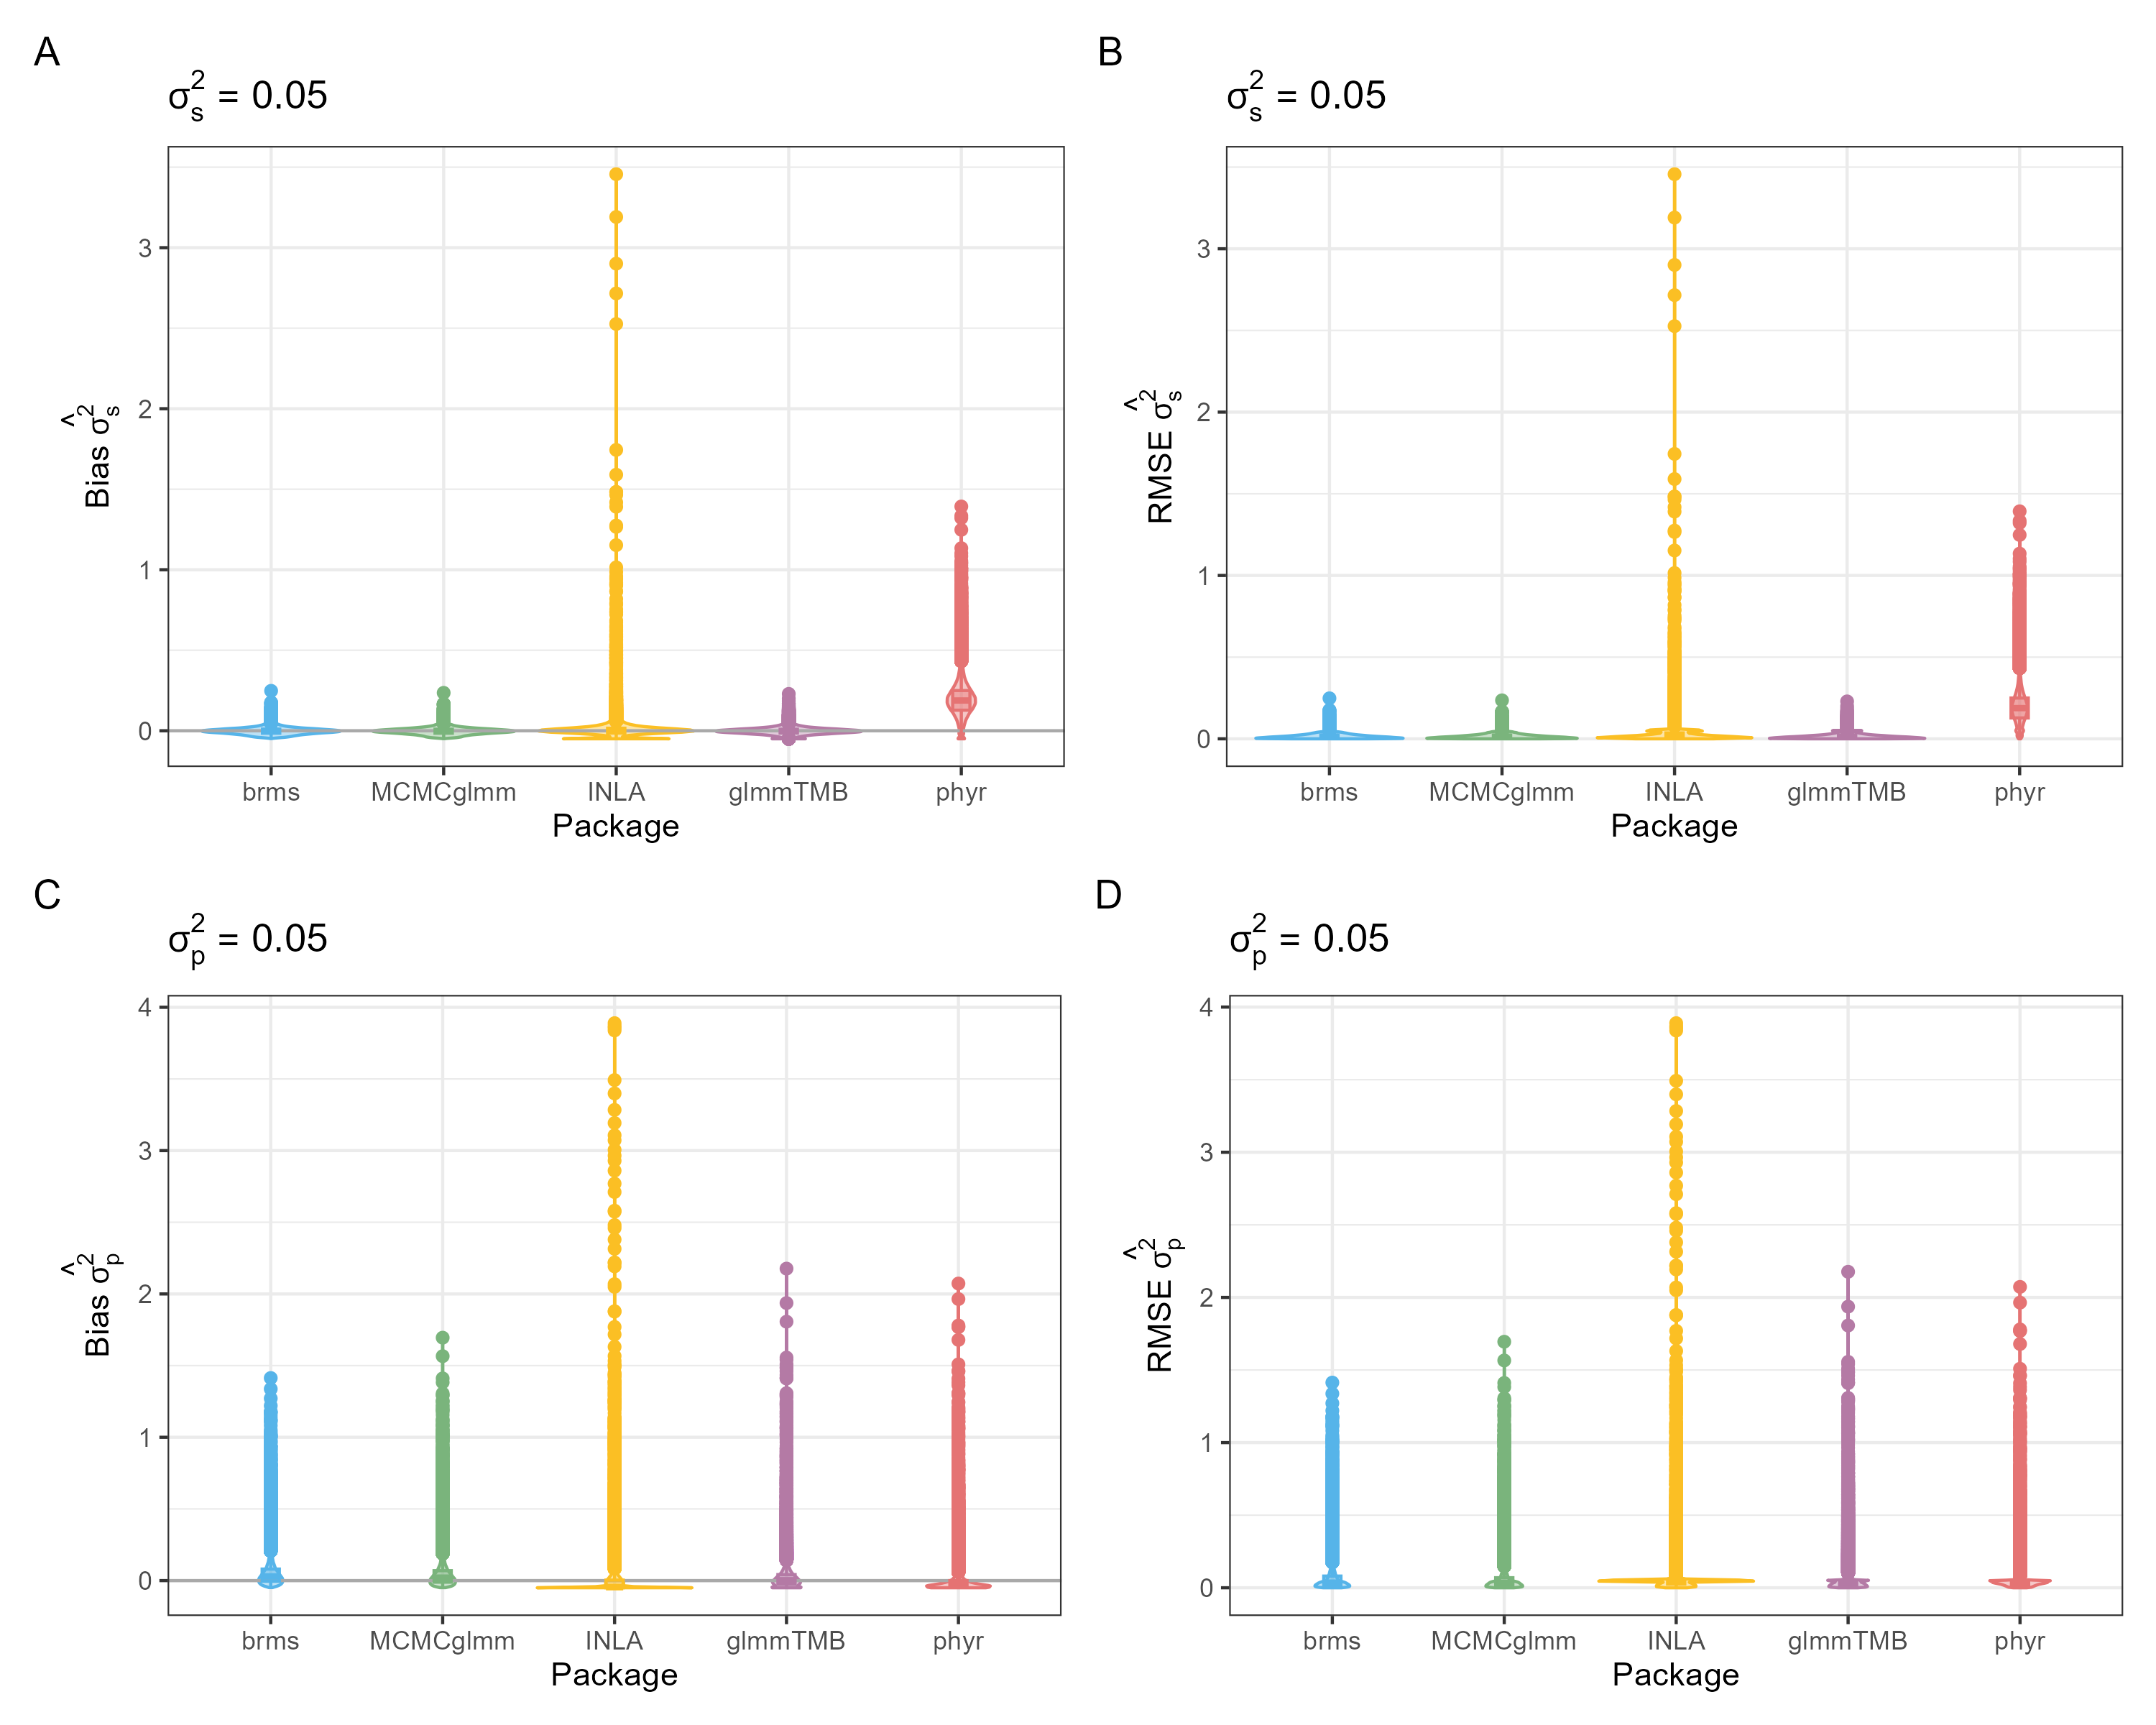 A
σ²ₛ = 0.05
Bias σ̂²ₛ
3
2
1
0
brms MCMCglmm INLA glmmTMB phyr
Package
B
σ²ₛ = 0.05
RMSE σ̂²ₛ
3
2
1
0
brms MCMCglmm INLA glmmTMB phyr
Package
C
σ²ₚ = 0.05
Bias σ̂²ₚ
4
3
2
1
0
brms MCMCglmm INLA glmmTMB phyr
Package
D
σ²ₚ = 0.05
RMSE σ̂²ₚ
4
3
2
1
0
brms MCMCglmm INLA glmmTMB phyr
Package